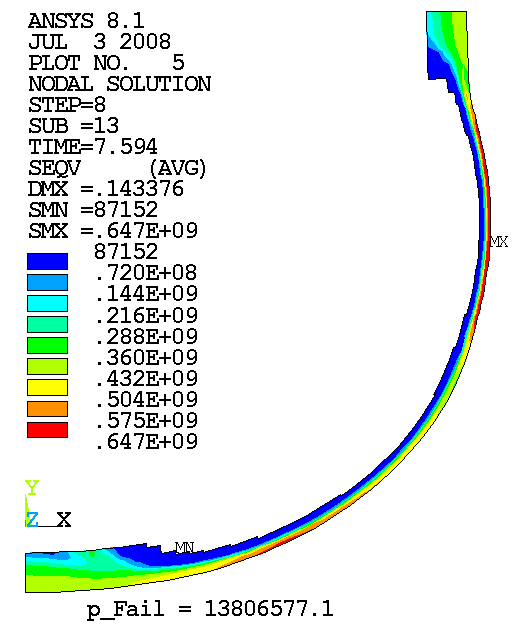 ANSYS 8.1
JUL 3 2008
PLOT NO. 5
NODAL SOLUTION
STEP=8
SUB =13
TIME=7.594
SEQV (AVG)
DMX =.143376
SMN =87152
SMX =.647E+09
87152
.720E+08
.144E+09
.216E+09
.288E+09
.360E+09
.432E+09
.504E+09
.575E+09
.647E+09
MX
Y
Z X
MN
p_Fail = 13806577.1